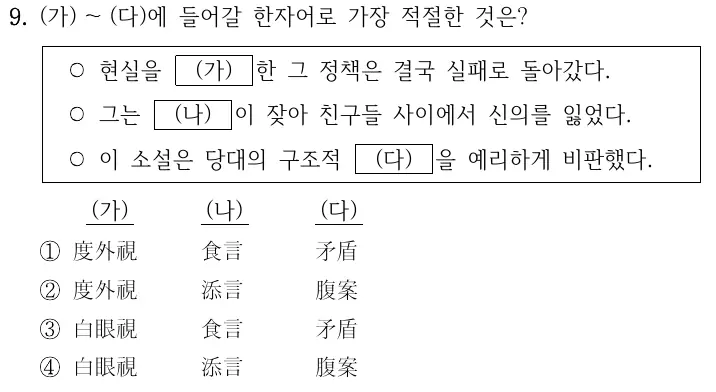 9. (가) ~ (다)에 들어갈 한자어로 가장 적절한 것은?
○ 현실을 (가) 한 그 정책은 결국 실패로 돌아갔다.
○ 그는 (나) 이 잦아 친구들 사이에서 신의를 잃었다.
○ 이 소설은 당대의 구조적 (다) 을 예리하게 비판했다.
(가) (나) (다)
① 度外視 食言 矛盾
② 度外視 添言 腹案
③ 白眼視 食言 矛盾
④ 白眼視 添言 腹案